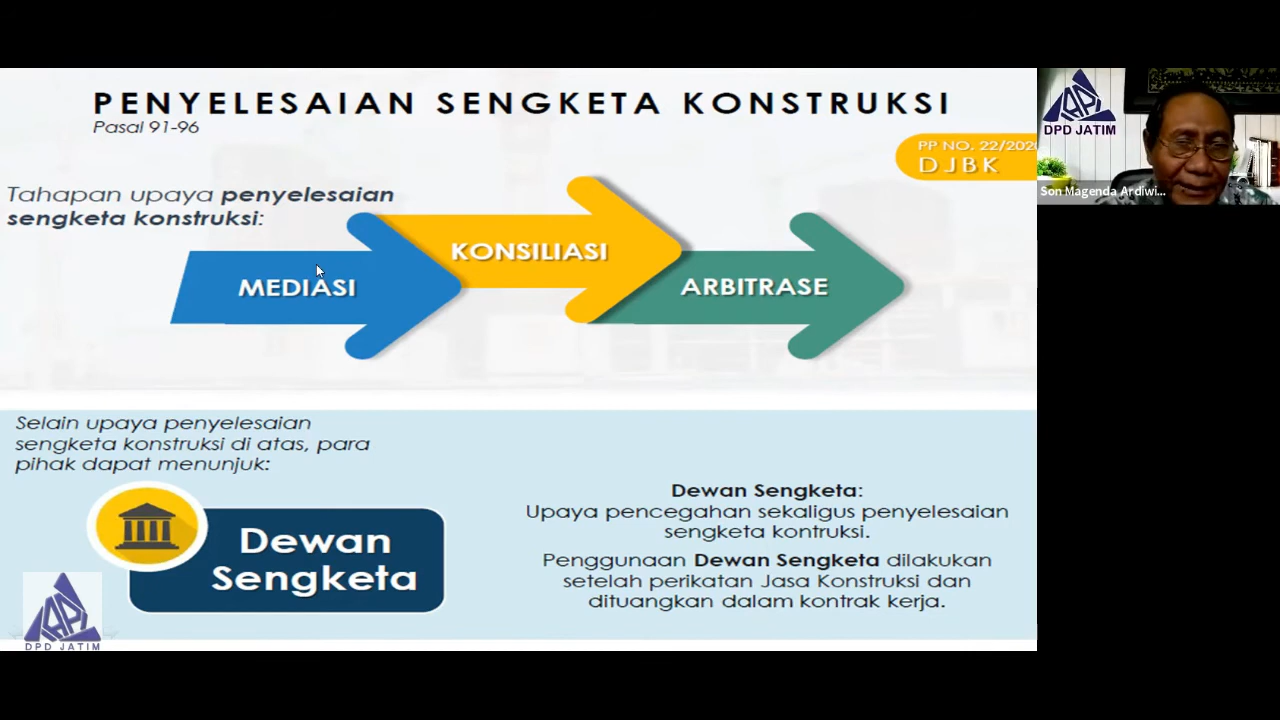 PENYELESAIAN SENGKETA KONSTRUKSI
Pasal 91-96
PP NO. 22/2020
DJBK
DPD JATIM
Son Magenda Ardiwi...
Tahapan upaya penyelesaian
sengketa konstruksi:
MEDIASI
KONSILIASI
ARBITRASE
Selain upaya penyelesaian
sengketa konstruksi di atas, para
pihak dapat menunjuk:
Dewan
Sengketa
Dewan Sengketa:
Upaya pencegahan sekaligus penyelesaian
sengketa kontruksi.
Penggunaan Dewan Sengketa dilakukan
setelah perikatan Jasa Konstruksi dan
dituangkan dalam kontrak kerja.
DPD JATIM